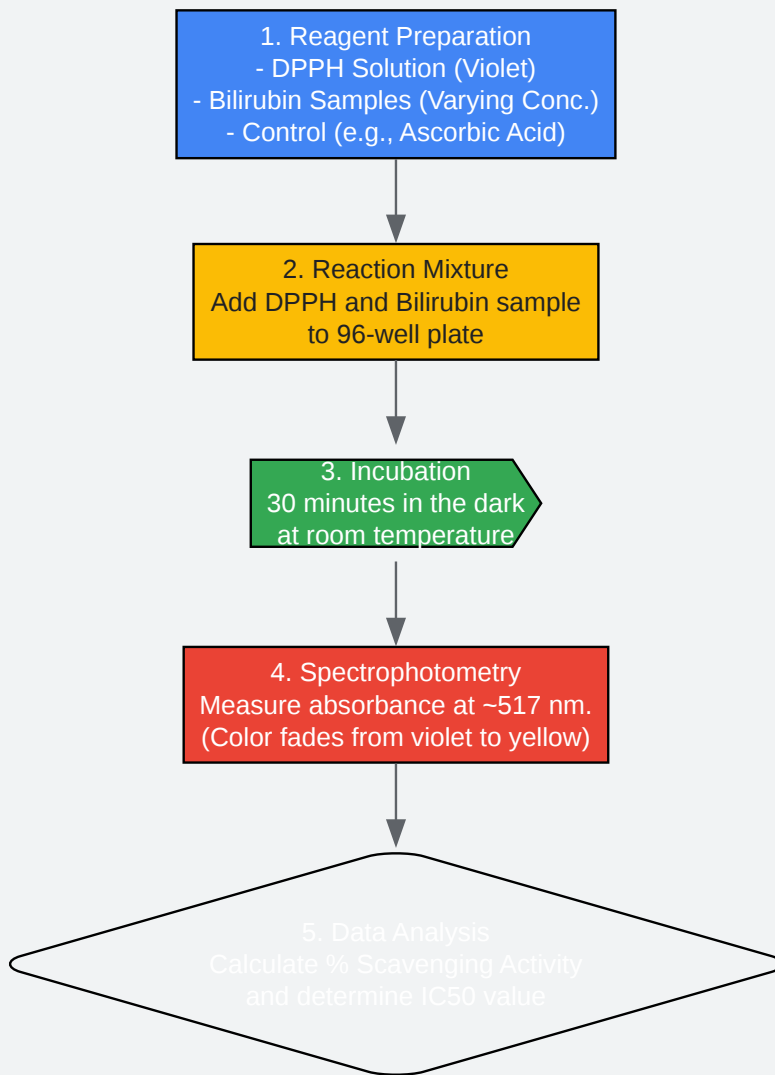 1. Reagent Preparation
- DPPH Solution (Violet)
- Bilirubin Samples (Varying Conc.)
- Control (e.g., Ascorbic Acid)
2. Reaction Mixture
Add DPPH and Bilirubin sample
to 96-well plate
3. Incubation
30 minutes in the dark
at room temperature
4. Spectrophotometry
Measure absorbance at ~517 nm.
(Color fades from violet to yellow)
5. Data Analysis
Calculate % Scavenging Activity
and determine IC50 value